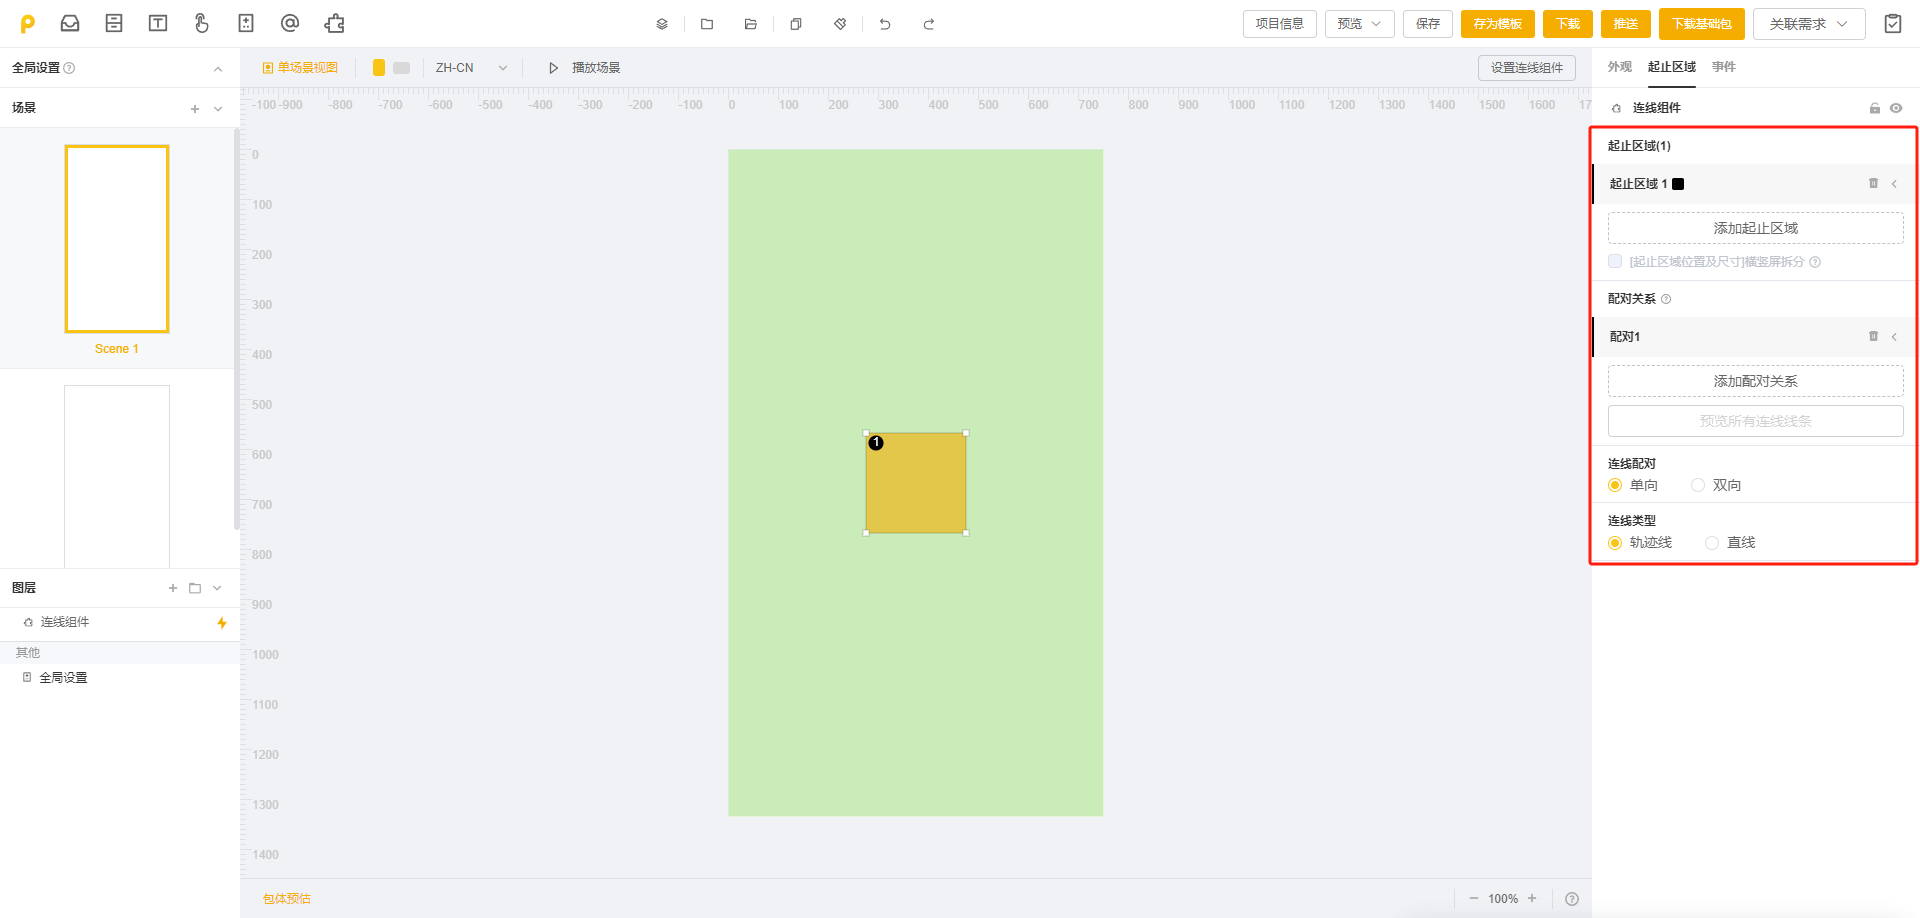 项目信息
预览
保存
存为模板
下载
推送
下载基础包
关联需求
全局设置
单场景视图
ZH-CN
播放场景
设置连线组件
外观
起止区域
事件
场景
-100 -900 -800 -700 -600 -500 -400 -300 -200 -100 0 100 200 300 400 500 600 700 800 900 1000 1100 1200 1300 1400 1500 1600 17
连线组件
起止区域(1)
起止区域 1
添加起止区域
[起止区域位置及尺寸]横竖屏拆分
配对关系
配对1
添加配对关系
预览所有连线线条
连线配对
单向
双向
连线类型
轨迹线
直线
0
100
200
300
400
500
600
700
800
900
1000
1100
1200
1300
1400
1
Scene 1
图层
连线组件
其他
全局设置
包体预估
100%